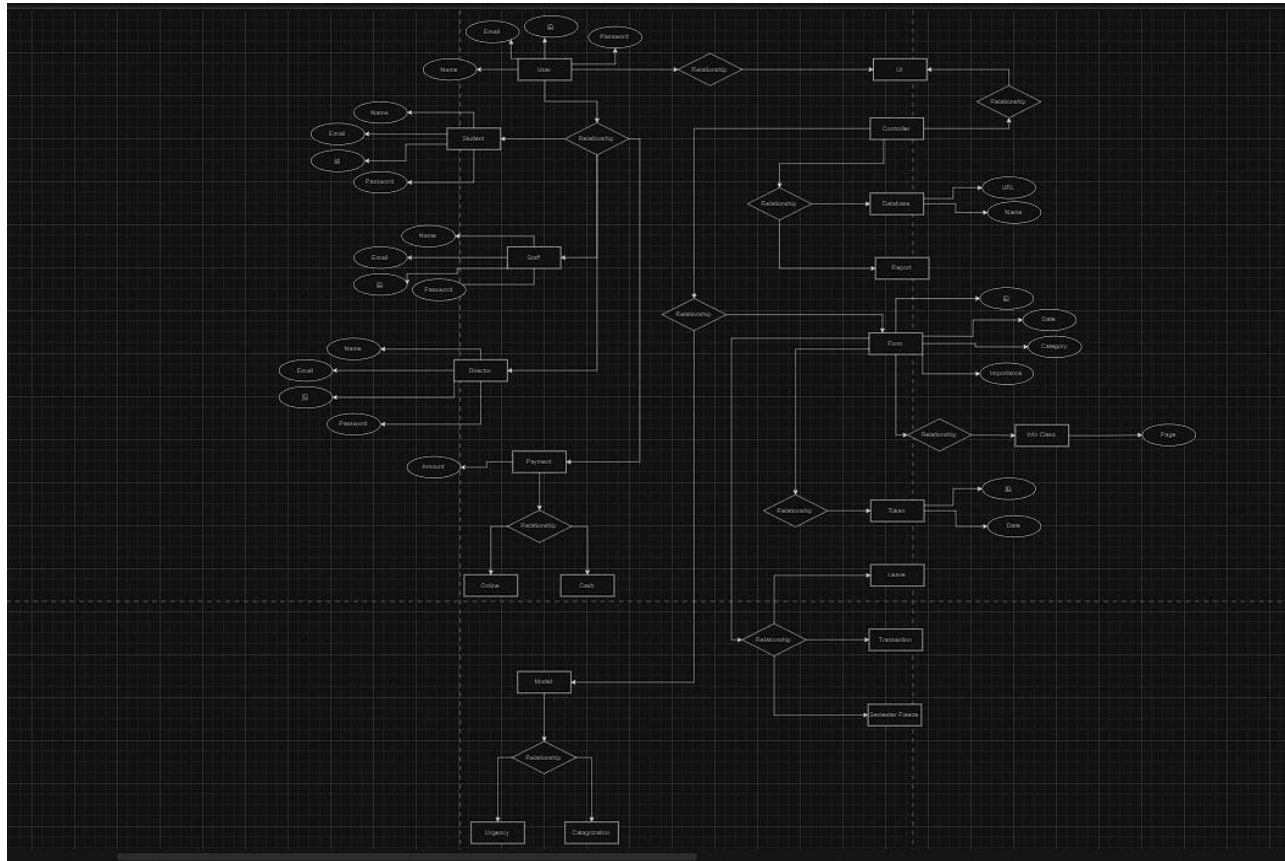 Email
ID
Password
Name
User
Relationship
UI
Relationship
Name
Email
Student
ID
Password
Relationship
Controller
Relationship
Database
URL
Name
Report
Name
Email
Staff
ID
Password
Relationship
Form
ID
Date
Category
Importance
Name
Email
Director
ID
Password
Relationship
Info Class
Page
Amount
Payment
Relationship
Online
Cash
Relationship
Token
ID
Date
Leave
Relationship
Transaction
Semester Freeze
Model
Relationship
Urgency
Catagrization